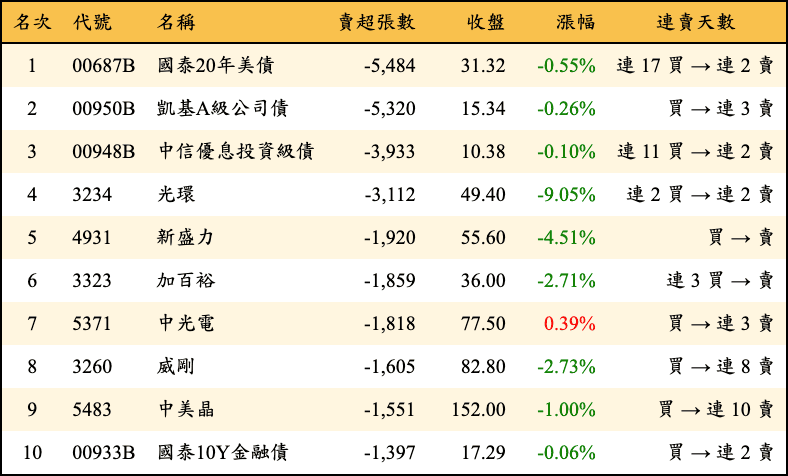 名次 代號 名稱 賣超張數 收盤 漲幅 連賣天數
1 00687B 國泰20年美債 -5,484 31.32 -0.55% 連 17 買 → 連 2 賣
2 00950B 凱基A級公司債 -5,320 15.34 -0.26% 買 → 連 3 賣
3 00948B 中信優息投資級債 -3,933 10.38 -0.10% 連 11 買 → 連 2 賣
4 3234 光環 -3,112 49.40 -9.05% 連 2 買 → 連 2 賣
5 4931 新盛力 -1,920 55.60 -4.51% 買 → 賣
6 3323 加百裕 -1,859 36.00 -2.71% 連 3 買 → 賣
7 5371 中光電 -1,818 77.50 0.39% 買 → 連 3 賣
8 3260 威剛 -1,605 82.80 -2.73% 買 → 連 8 賣
9 5483 中美晶 -1,551 152.00 -1.00% 買 → 連 10 賣
10 00933B 國泰10Y金融債 -1,397 17.29 -0.06% 買 → 連 2 賣